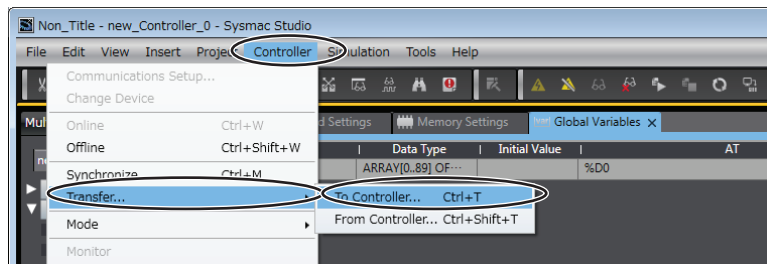 Non_Title - new_Controller_0 - Sysmac Studio
File Edit View Insert Project Controller Simulation Tools Help
Communications Setup...
Change Device
Online Ctrl+W
Offline Ctrl+Shift+W
Synchronize Ctrl+M
Transfer...
Mode
Monitor
To Controller... Ctrl+T
From Controller... Ctrl+Shift+T
Settings Memory Settings Global Variables
Data Type Initial Value AT
ARRAY[0..89] OF... %D0